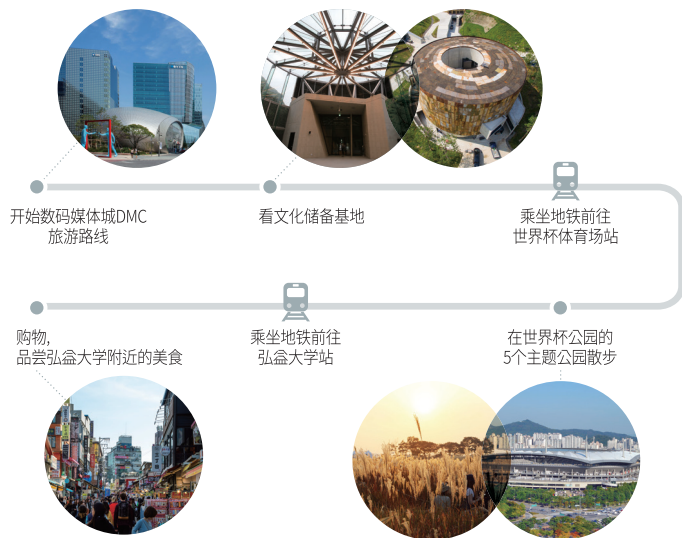 开始数码媒体城DMC
旅游路线
看文化储备基地
乘坐地铁前往
世界杯体育场站
在世界杯公园的
5个主题公园散步
乘坐地铁前往
弘益大学站
购物,
品尝弘益大学附近的美食